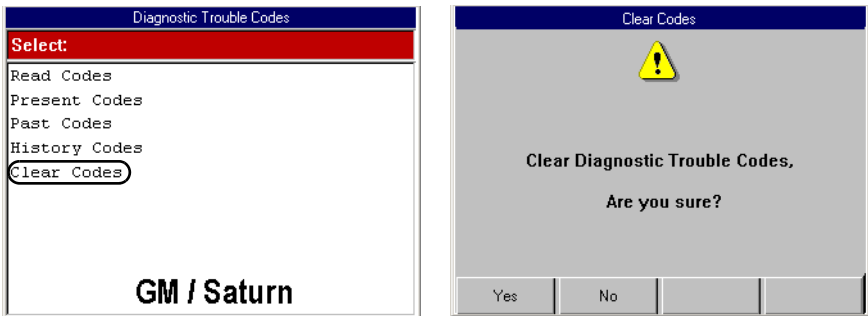 Diagnostic Trouble Codes
Select:
Read Codes
Present Codes
Past Codes
History Codes
Clear Codes
GM / Saturn
Clear Codes
!
Clear Diagnostic Trouble Codes,
Are you sure?
Yes No